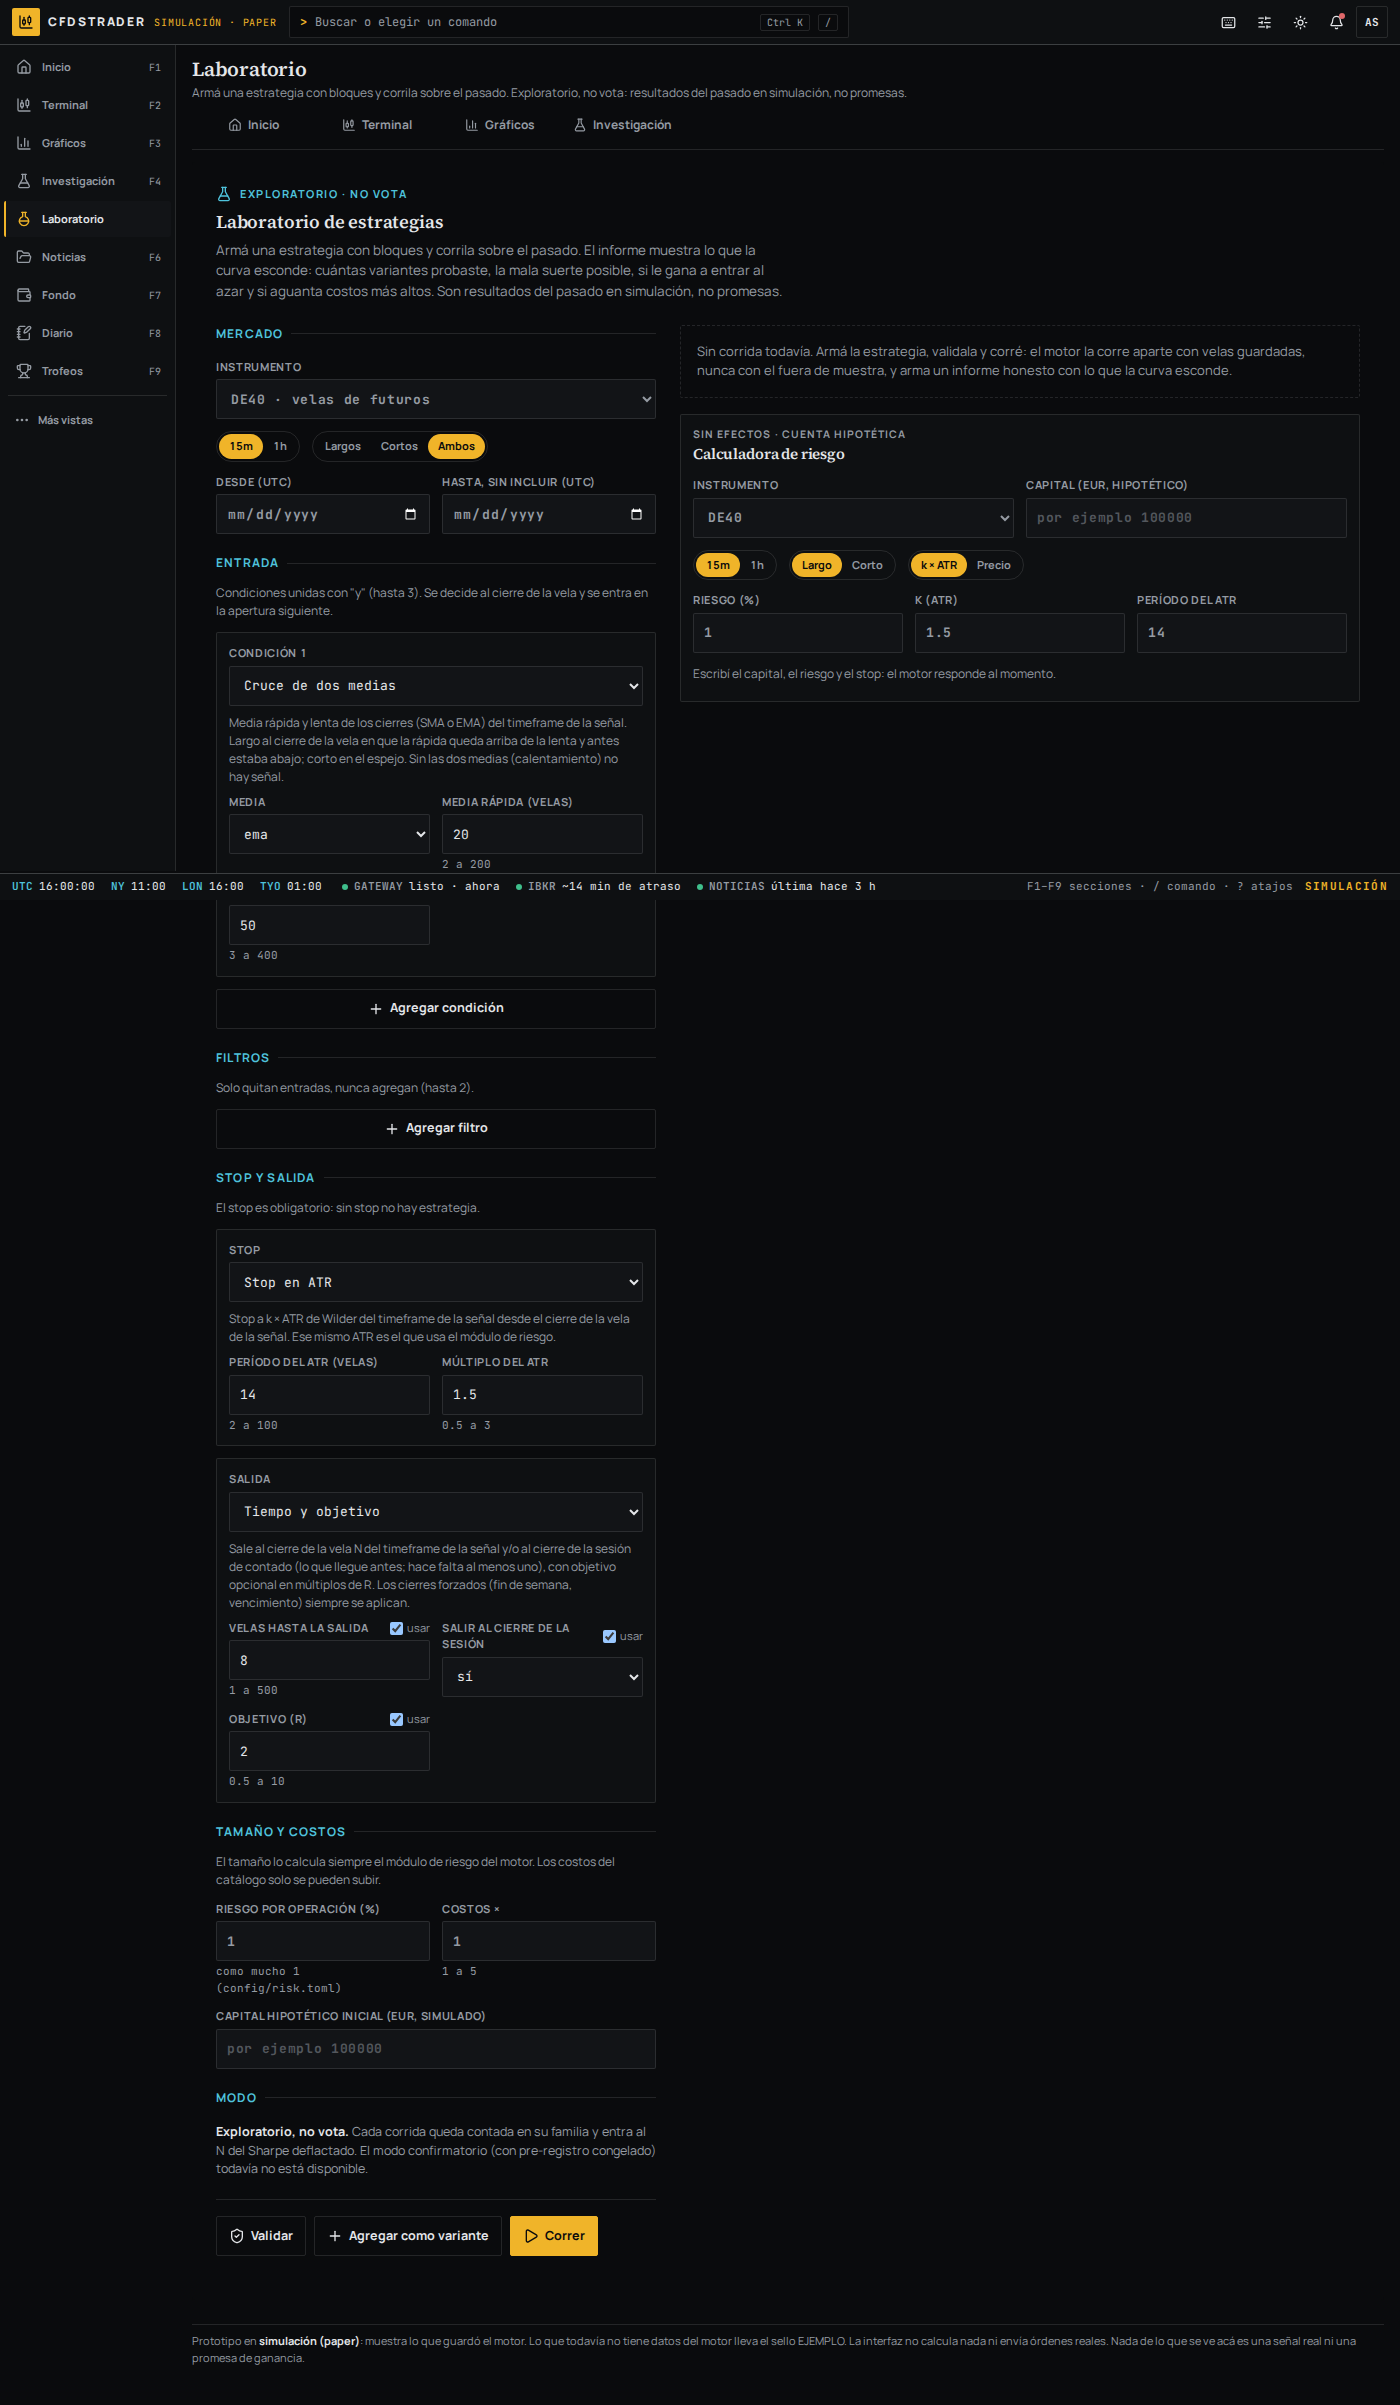 CFDSTRADER SIMULACIÓN · PAPER
> Buscar o elegir un comando Ctrl K /
AS
Inicio F1
Terminal F2
Gráficos F3
Investigación F4
Laboratorio
Noticias F6
Fondo F7
Diario F8
Trofeos F9
Más vistas
Laboratorio
Armá una estrategia con bloques y corrila sobre el pasado. Exploratorio, no vota: resultados del pasado en simulación, no promesas.
Inicio Terminal Gráficos Investigación
EXPLORATORIO · NO VOTA
Laboratorio de estrategias
Armá una estrategia con bloques y corrila sobre el pasado. El informe muestra lo que la
curva esconde: cuántas variantes probaste, la mala suerte posible, si le gana a entrar al
azar y si aguanta costos más altos. Son resultados del pasado en simulación, no promesas.
MERCADO
INSTRUMENTO
DE40 · velas de futuros
15m 1h Largos Cortos Ambos
DESDE (UTC) HASTA, SIN INCLUIR (UTC)
mm/dd/yyyy mm/dd/yyyy
ENTRADA
Condiciones unidas con "y" (hasta 3). Se decide al cierre de la vela y se entra en
la apertura siguiente.
CONDICIÓN 1
Cruce de dos medias
Media rápida y lenta de los cierres (SMA o EMA) del timeframe de la señal.
Largo al cierre de la vela en que la rápida queda arriba de la lenta y antes
estaba abajo; corto en el espejo. Sin las dos medias (calentamiento) no
hay señal.
MEDIA MEDIA RÁPIDA (VELAS)
ema 20
2 a 200
Sin corrida todavía. Armá la estrategia, validala y corré: el motor la corre aparte con velas guardadas,
nunca con el fuera de muestra, y arma un informe honesto con lo que la curva esconde.
SIN EFECTOS · CUENTA HIPOTÉTICA
Calculadora de riesgo
INSTRUMENTO CAPITAL (EUR, HIPOTÉTICO)
DE40 por ejemplo 100000
15m 1h Largo Corto k × ATR Precio
RIESGO (%) K (ATR) PERÍODO DEL ATR
1 1.5 14
Escribí el capital, el riesgo y el stop: el motor responde al momento.
UTC 16:00:00 NY 11:00 LON 16:00 TYO 01:00 GATEWAY listo · ahora IBKR ~14 min de atraso NOTICIAS última hace 3 h F1–F9 secciones · / comando · ? atajos SIMULACIÓN
50
3 a 400
Agregar condición
FILTROS
Solo quitan entradas, nunca agregan (hasta 2).
Agregar filtro
STOP Y SALIDA
El stop es obligatorio: sin stop no hay estrategia.
STOP
Stop en ATR
Stop a k × ATR de Wilder del timeframe de la señal desde el cierre de la vela
de la señal. Ese mismo ATR es el que usa el módulo de riesgo.
PERÍODO DEL ATR (VELAS) MÚLTIPLO DEL ATR
14 1.5
2 a 100 0.5 a 3
SALIDA
Tiempo y objetivo
Sale al cierre de la vela N del timeframe de la señal y/o al cierre de la sesión
de contado (lo que llegue antes; hace falta al menos uno), con objetivo
opcional en múltiplos de R. Los cierres forzados (fin de semana,
vencimiento) siempre se aplican.
VELAS HASTA LA SALIDA usar SALIR AL CIERRE DE LA SESIÓN usar
8 sí
1 a 500
OBJETIVO (R) usar
2
0.5 a 10
TAMAÑO Y COSTOS
El tamaño lo calcula siempre el módulo de riesgo del motor. Los costos del
catálogo solo se pueden subir.
RIESGO POR OPERACIÓN (%) COSTOS ×
1 1
como mucho 1 1 a 5
(config/risk.toml)
CAPITAL HIPOTÉTICO INICIAL (EUR, SIMULADO)
por ejemplo 100000
MODO
Exploratorio, no vota. Cada corrida queda contada en su familia y entra al
N del Sharpe deflactado. El modo confirmatorio (con pre-registro congelado)
todavía no está disponible.
Validar Agregar como variante Correr
Prototipo en simulación (paper): muestra lo que guardó el motor. Lo que todavía no tiene datos del motor lleva el sello EJEMPLO. La interfaz no calcula nada ni envía órdenes reales. Nada de lo que se ve acá es una señal real ni una
promesa de ganancia.